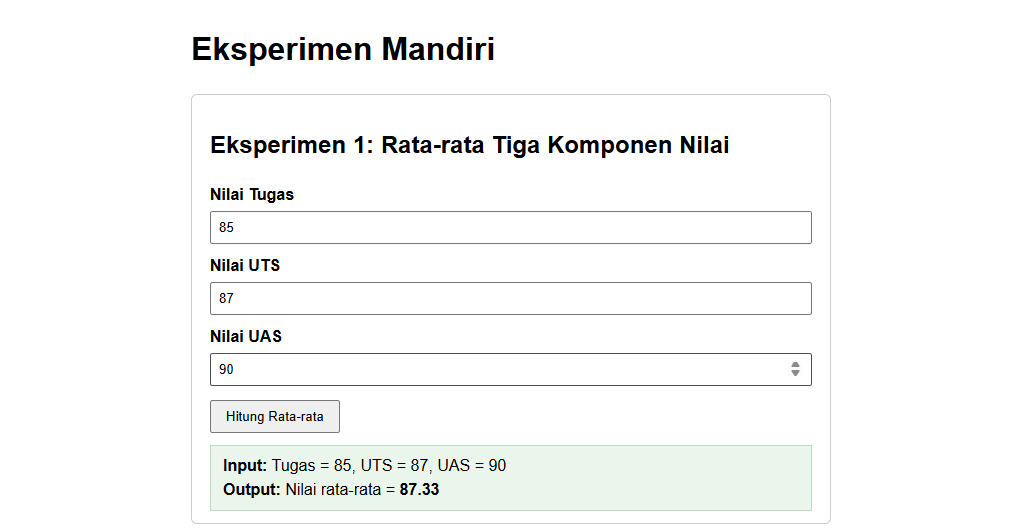 Eksperimen Mandiri
Eksperimen 1: Rata-rata Tiga Komponen Nilai
Nilai Tugas
85
Nilai UTS
87
Nilai UAS
90
Hitung Rata-rata
Input: Tugas = 85, UTS = 87, UAS = 90
Output: Nilai rata-rata = 87.33